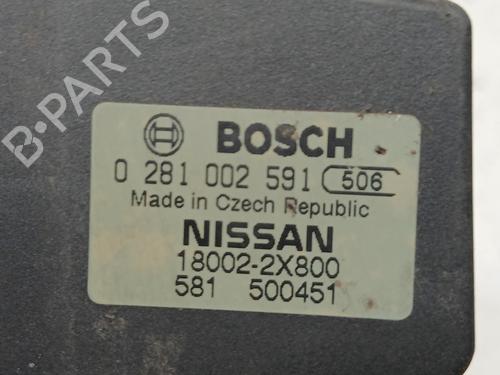 B-PARTS
BOSCH
0 281 002 591 506
Made in Czech Republic
NISSAN
18002-2X800
581 500451